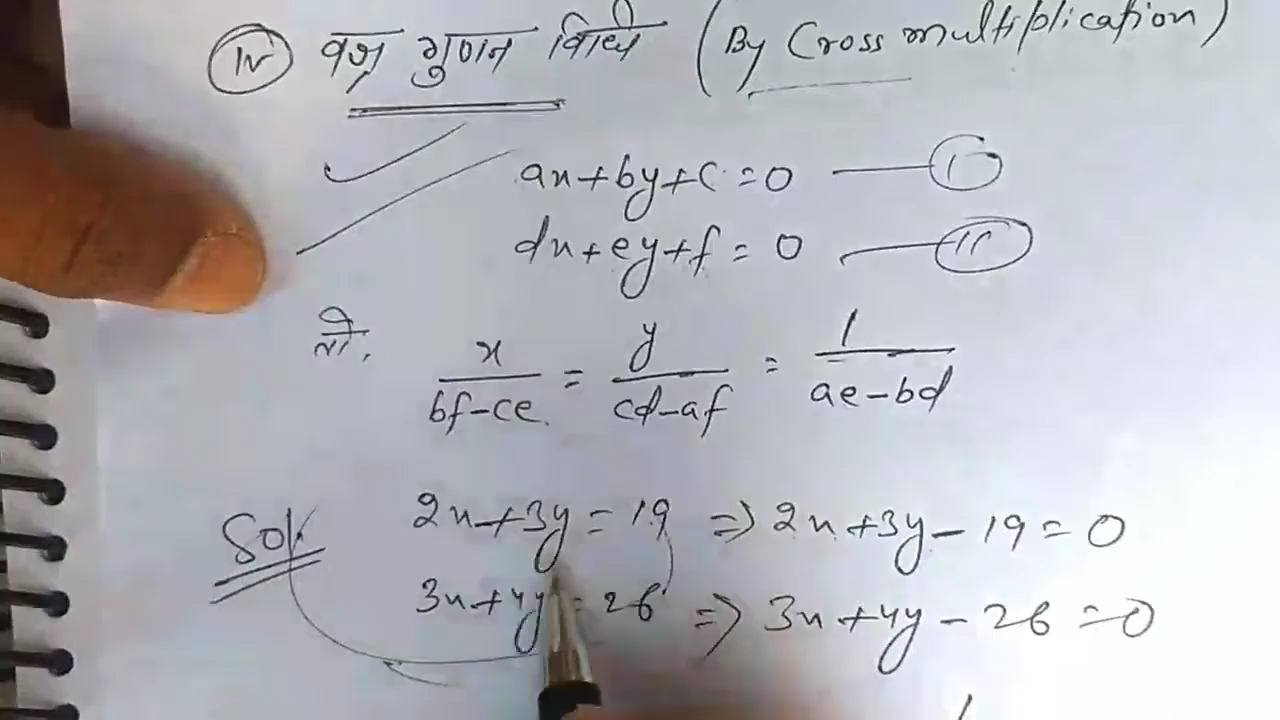 (iv) वज्र गुणन विधि (By Cross multiplication)
ax+by+c=0 — (i)
dx+ey+f=0 — (ii)
तो, x/bf-ce = y/cd-af = 1/ae-bd
Sol 2x+3y=19 ⇒ 2x+3y-19=0
3x+4y=26 ⇒ 3x+4y-26=0